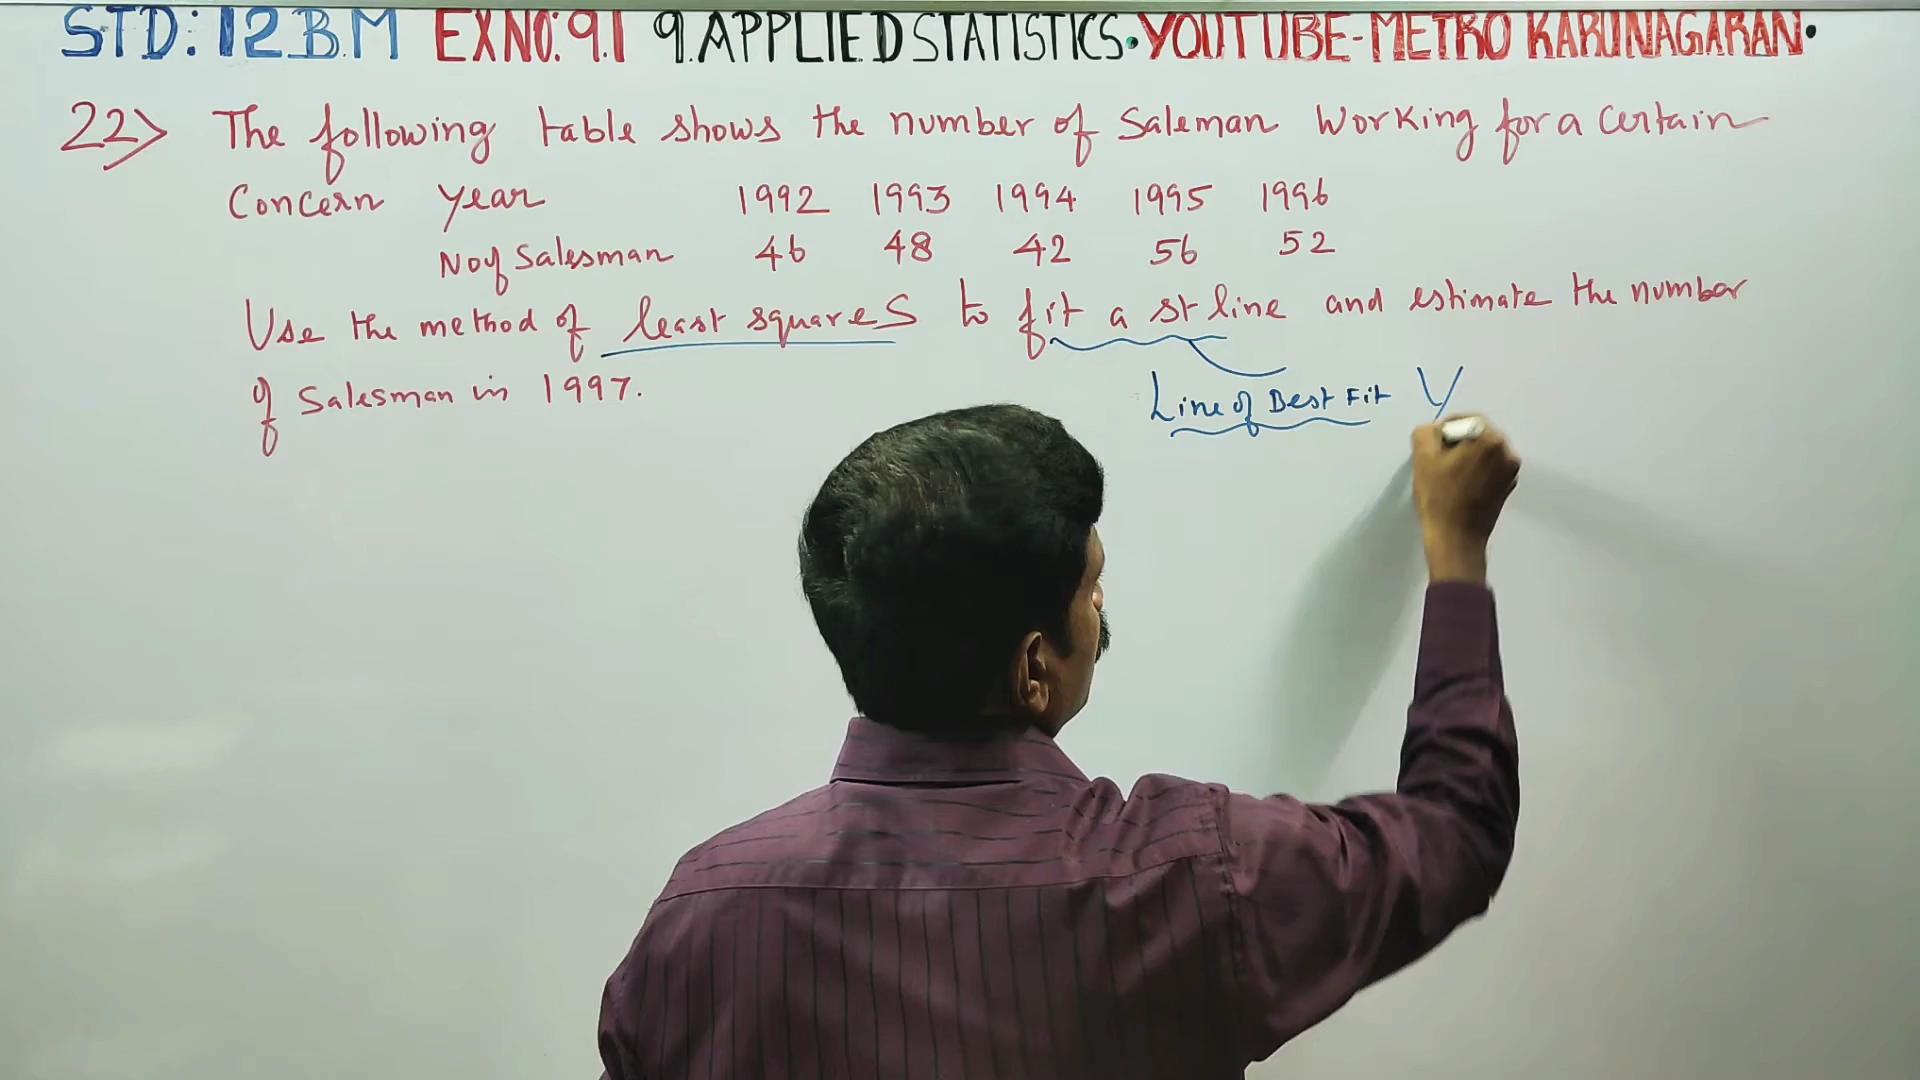 STD: 12 B.M EX NO: 9.1 9. APPLIED STATISTICS. YOUTUBE-METRO KARUNAGARAN.
22> The following table shows the number of Saleman Working for a certain
Concern Year 1992 1993 1994 1995 1996
No of Salesman 46 48 42 56 52
Use the method of least squares to fit a st line and estimate the number
of Salesman in 1997.
Line of Best Fit Y